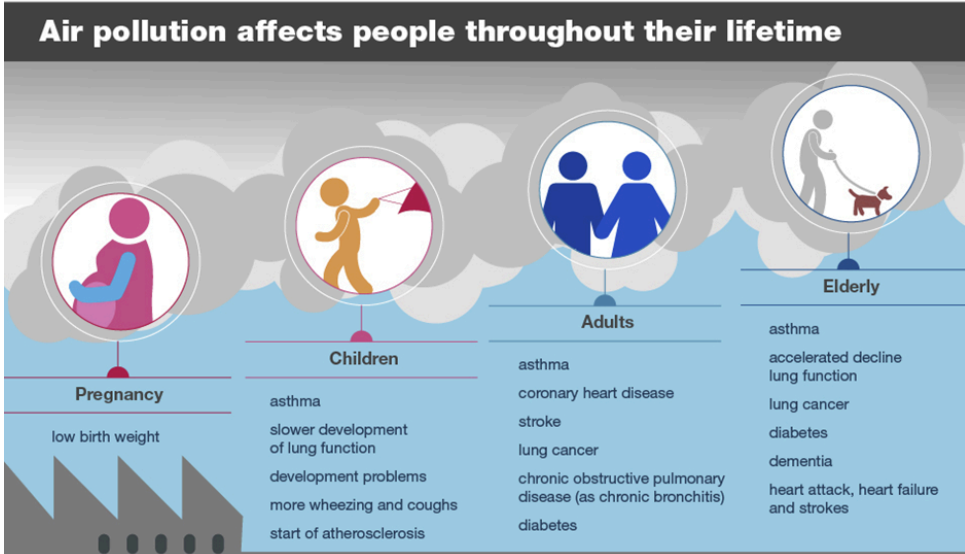 Air pollution affects people throughout their lifetime
Pregnancy
low birth weight
Children
asthma
slower development
of lung function
development problems
more wheezing and coughs
start of atherosclerosis
Adults
asthma
coronary heart disease
stroke
lung cancer
chronic obstructive pulmonary
disease (as chronic bronchitis)
diabetes
Elderly
asthma
accelerated decline
lung function
lung cancer
diabetes
dementia
heart attack, heart failure
and strokes